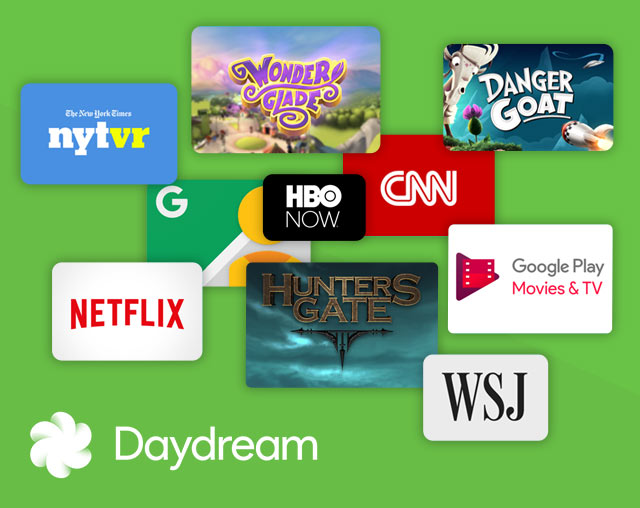 WONDER
GLADE
DANGER
GOAT
The New York Times
nytvr
CNN
G
HBO
NOW
Google Play
Movies & TV
NETFLIX
HUNTERS
GATE
WSJ
Daydream